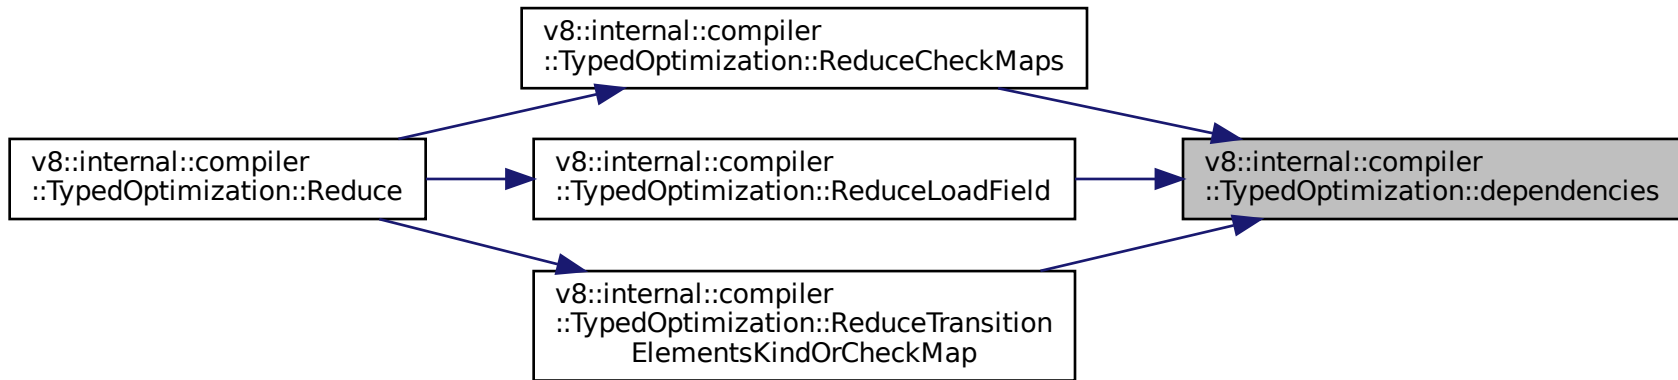 v8::internal::compiler
::TypedOptimization::ReduceCheckMaps
v8::internal::compiler
::TypedOptimization::Reduce
v8::internal::compiler
::TypedOptimization::ReduceLoadField
v8::internal::compiler
::TypedOptimization::dependencies
v8::internal::compiler
::TypedOptimization::ReduceTransition
ElementsKindOrCheckMap